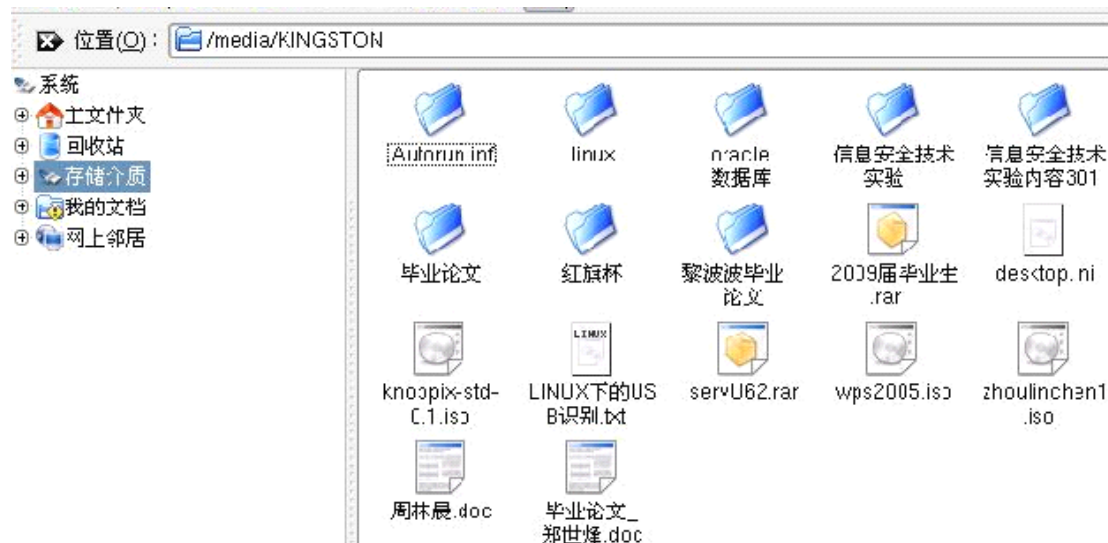 位置(O): /media/KINGSTON
系统
主文件夹
回收站
存储介质
我的文档
网上邻居
Autorun.inf
linux
oracle
数据库
信息安全技术
实验
信息安全技术
实验内容301
毕业论文
红旗杯
黎波波毕业
论文
2009届毕业生
.rar
desktop.ini
knoppix-std-
0.1.iso
LINUX
LINUX下的US
B识别.txt
servU62.rar
wps2005.iso
zhoulinchen1
.iso
周林晨.doc
毕业论文_
郑世烽.doc